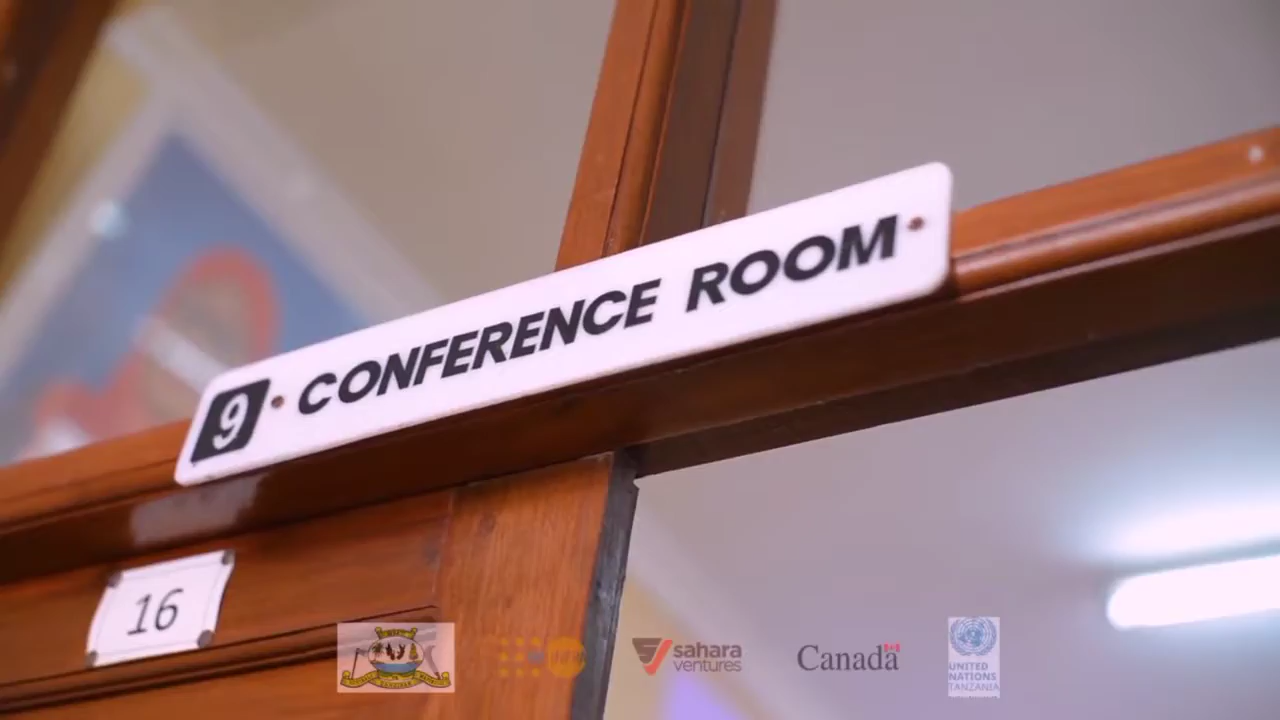 9 CONFERENCE ROOM
16
sahara
ventures
Canada
UNITED
NATIONS
TANZANIA